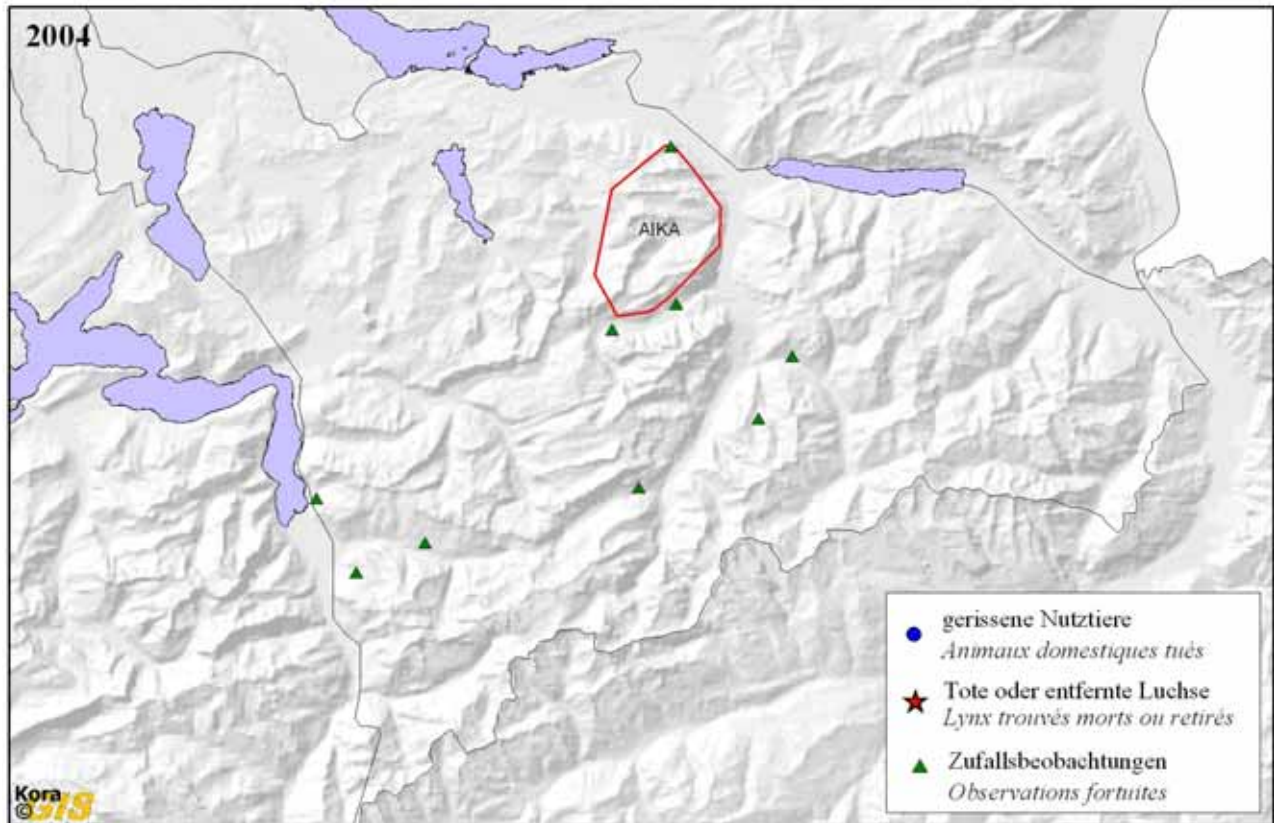 2004
AIKA
gerissene Nutztiere
Animaux domestiques tués
Tote oder entfernte Luchse
Lynx trouvés morts ou retirés
Zufallsbeobachtungen
Observations fortuites
Kora
© GIS